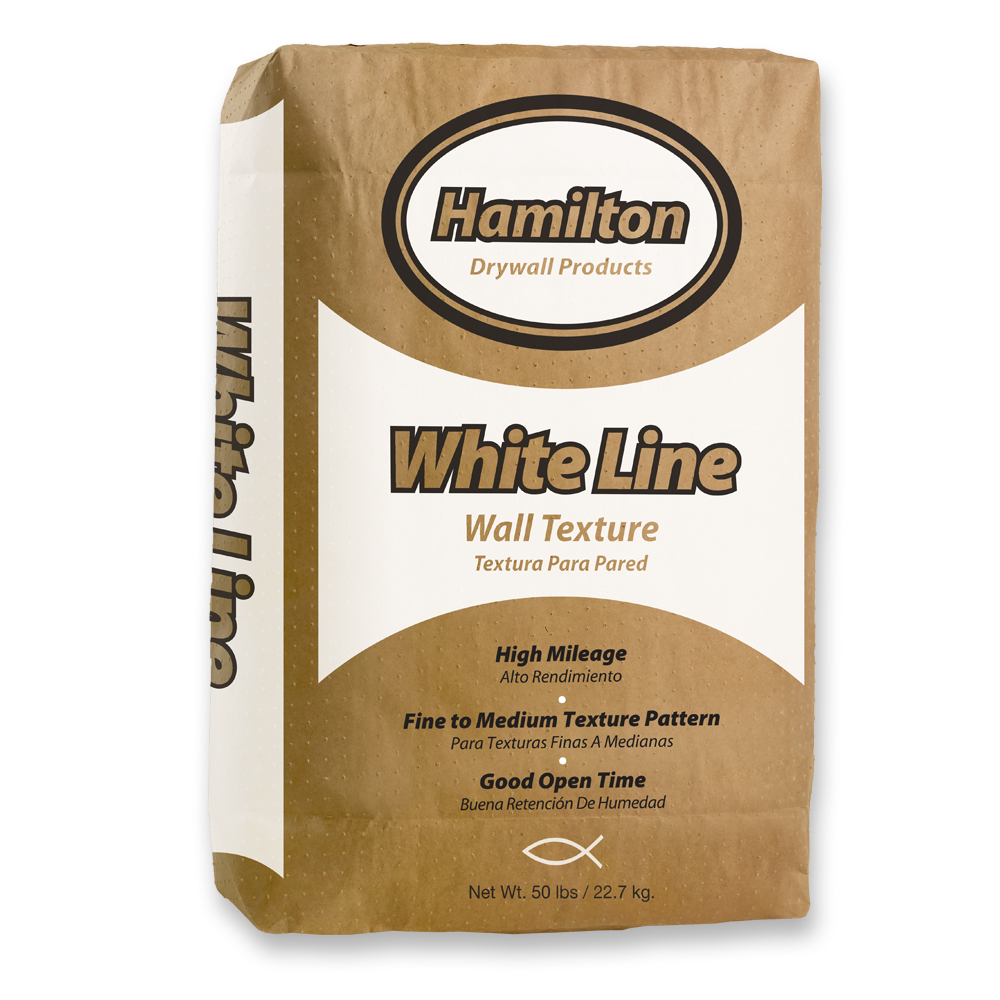 Hamilton
Drywall Products
White Line
Wall Texture
Textura Para Pared
High Mileage
Alto Rendimiento
Fine to Medium Texture Pattern
Para Texturas Finas A Medianas
Good Open Time
Buena Retención De Humedad
Net Wt. 50 lbs / 22.7 kg.
White Line